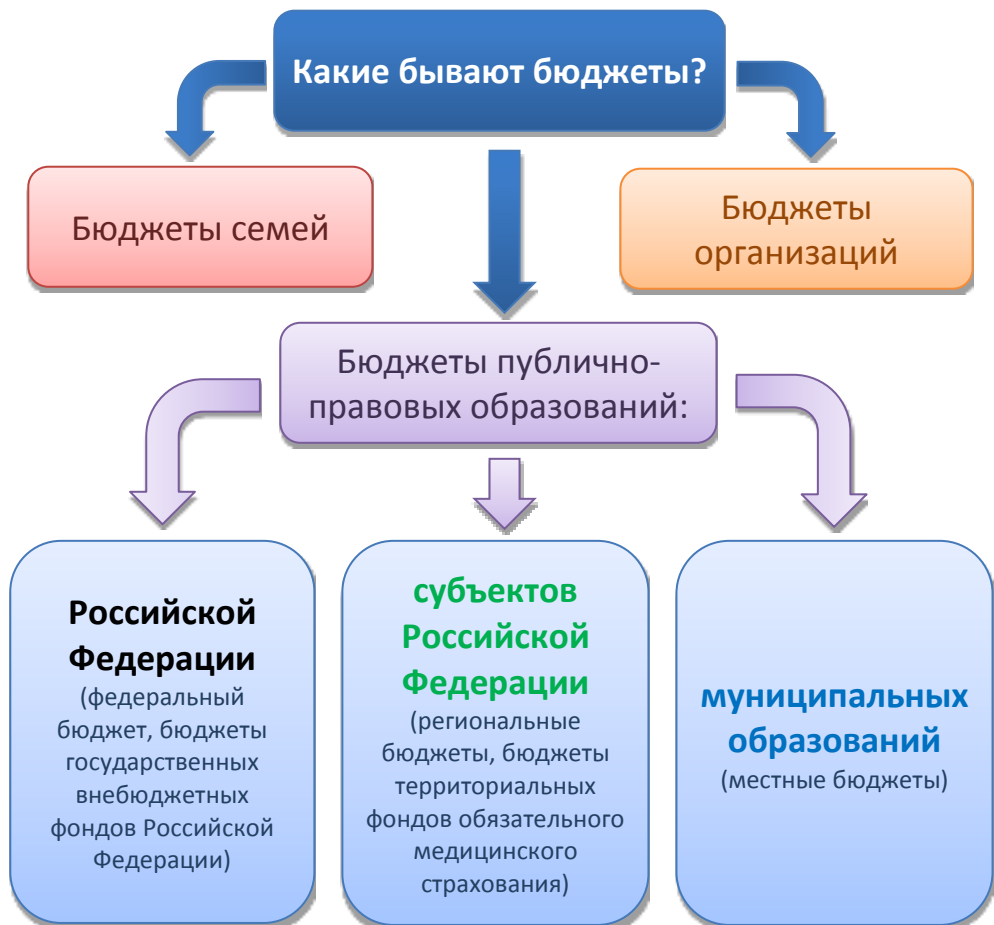 Какие бывают бюджеты?
Бюджеты семей
Бюджеты
организаций
Бюджеты публично-
правовых образований:
Российской
Федерации
(федеральный
бюджет, бюджеты
государственных
внебюджетных
фондов Российской
Федерации)
субъектов
Российской
Федерации
(региональные
бюджеты, бюджеты
территориальных
фондов обязательного
медицинского
страхования)
муниципальных
образований
(местные бюджеты)